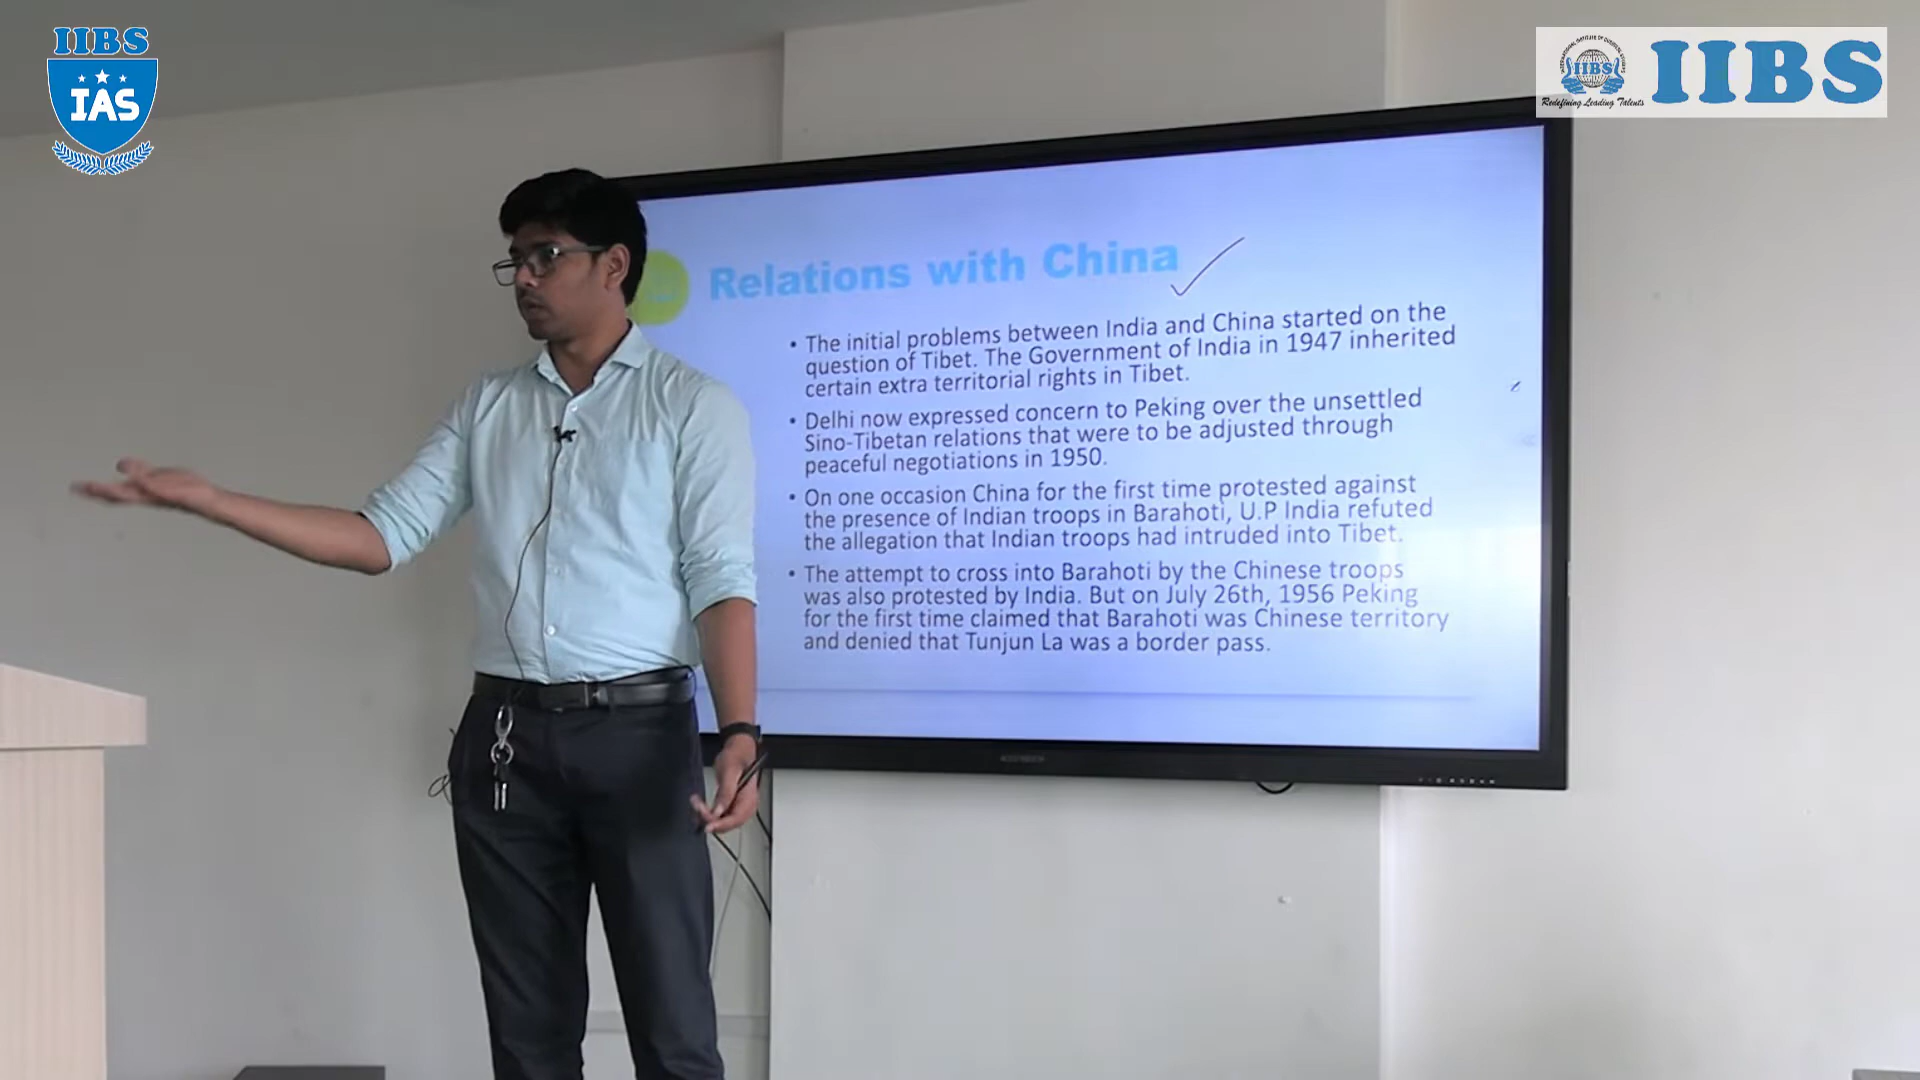 IIBS
IAS
INTERNATIONAL INSTITUTE OF BUSINESS STUDIES
IIBS
Redefining Leading Talents
IIBS
Relations with China
• The initial problems between India and China started on the
question of Tibet. The Government of India in 1947 inherited
certain extra territorial rights in Tibet.
• Delhi now expressed concern to Peking over the unsettled
Sino-Tibetan relations that were to be adjusted through
peaceful negotiations in 1950.
• On one occasion China for the first time protested against
the presence of Indian troops in Barahoti, U.P India refuted
the allegation that Indian troops had intruded into Tibet.
• The attempt to cross into Barahoti by the Chinese troops
was also protested by India. But on July 26th, 1956 Peking
for the first time claimed that Barahoti was Chinese territory
and denied that Tunjun La was a border pass.